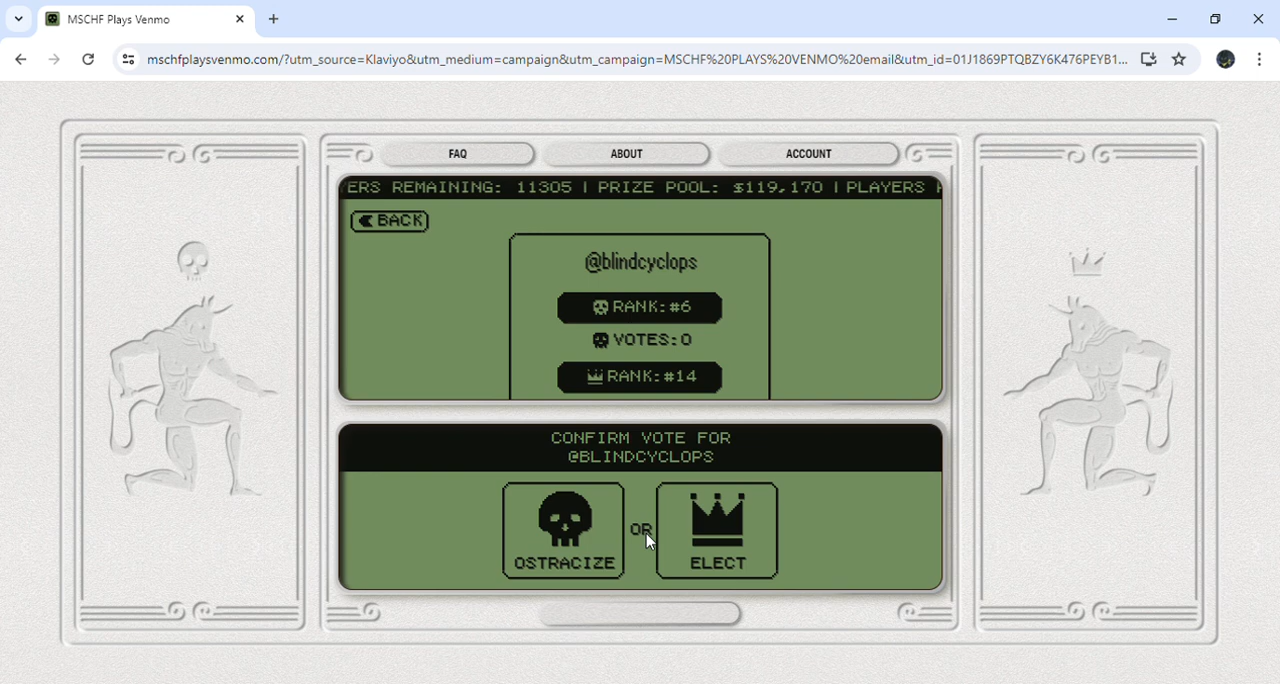 MSCHF Plays Venmo
mschfplaysvenmo.com/?utm_source=Klaviyo&utm_medium=campaign&utm_campaign=MSCHF%20PLAYS%20VENMO%20email&utm_id=01J1869PTQBZY6K476PEYB1...
FAQ ABOUT ACCOUNT
ERS REMAINING: 11305 | PRIZE POOL: $119,170 | PLAYERS
BACK
@blindcyclops
RANK:#6
VOTES:0
RANK:#14
CONFIRM VOTE FOR
@BLINDCYCLOPS
OR
OSTRACIZE ELECT